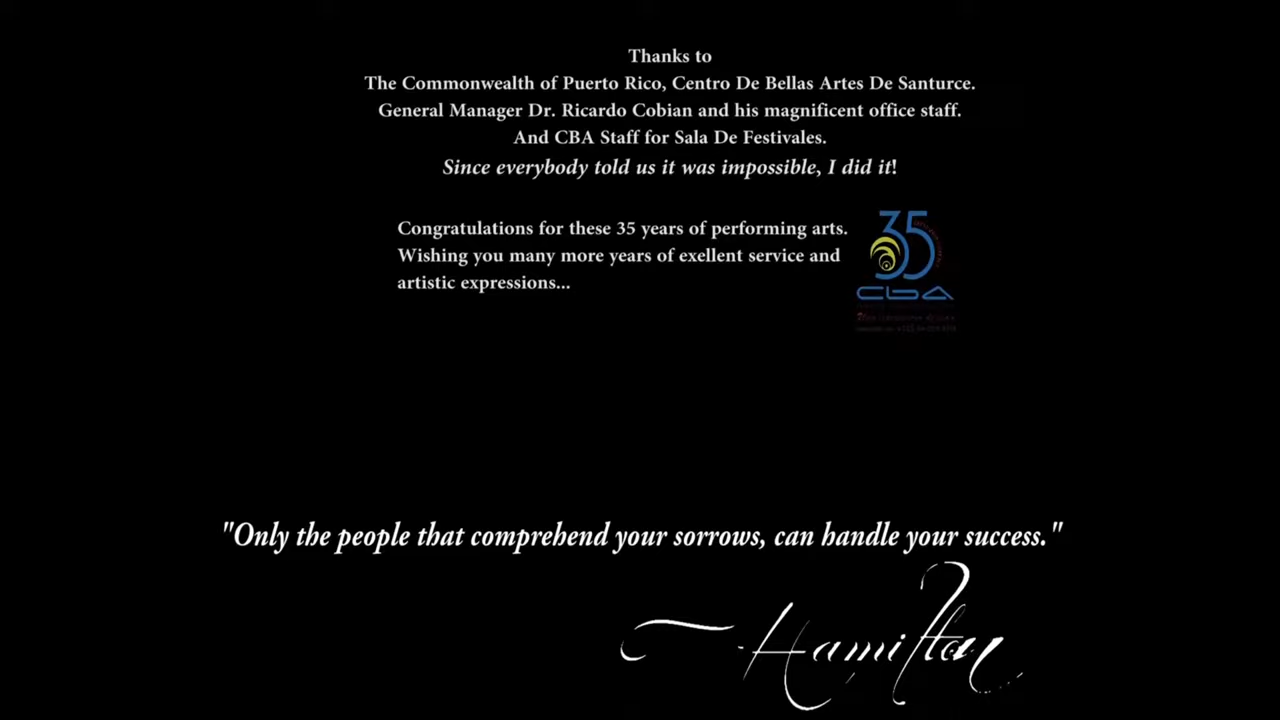 Thanks to
The Commonwealth of Puerto Rico, Centro De Bellas Artes De Santurce.
General Manager Dr. Ricardo Cobian and his magnificent office staff.
And CBA Staff for Sala De Festivales.
Since everybody told us it was impossible, I did it!
Congratulations for these 35 years of performing arts.
Wishing you many more years of exellent service and
artistic expressions...
35
CBA
"Only the people that comprehend your sorrows, can handle your success."
Hamilton